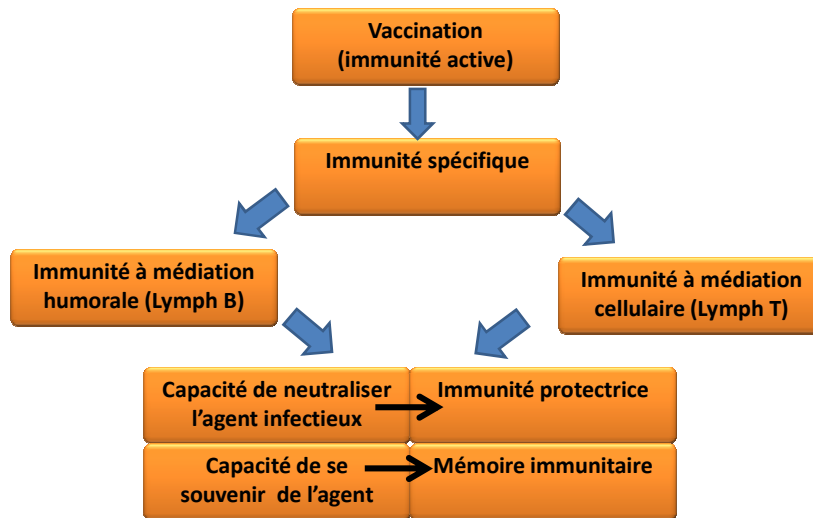 Vaccination
(immunité active)
Immunité spécifique
Immunité à médiation
humorale (Lymph B)
Immunité à médiation
cellulaire (Lymph T)
Capacité de neutraliser
l’agent infectieux
Immunité protectrice
Capacité de se
souvenir de l’agent
Mémoire immunitaire